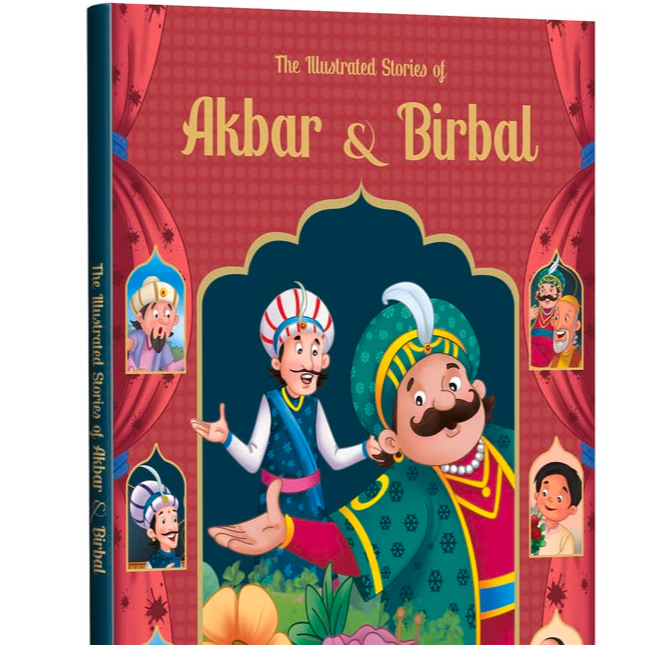 The Illustrated Stories of
Akbar & Birbal
The Illustrated Stories of Akbar & Birbal